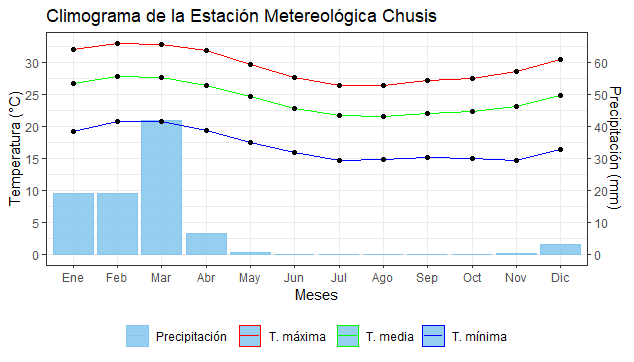 Climograma de la Estación Metereológica Chusis
Temperatura (°C)
30
25
20
15
10
5
0
60
50
40
30
20
10
0
Precipitación (mm)
Ene Feb Mar Abr May Jun Jul Ago Sep Oct Nov Dic
Meses
Precipitación T. máxima T. media T. mínima